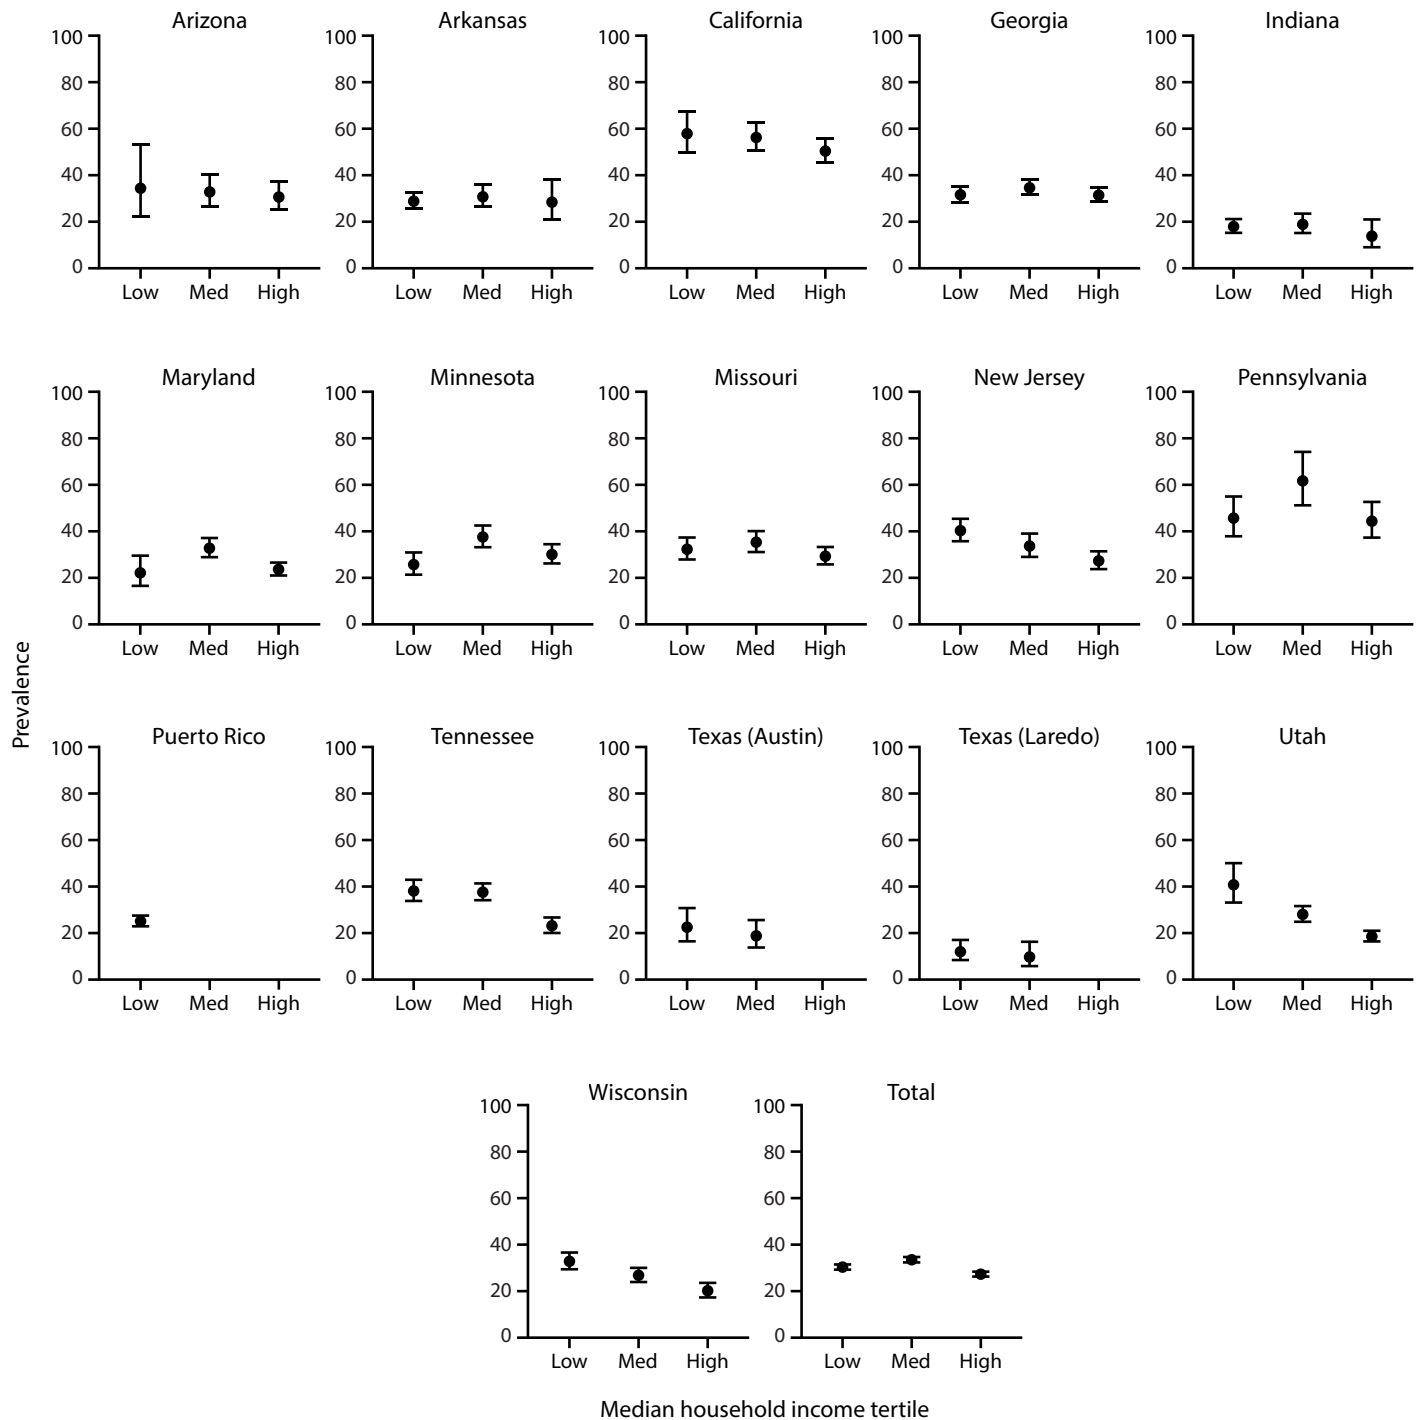 Arizona Arkansas California Georgia Indiana
100 100 100 100 100
80 80 80 80 80
60 60 60 60 60
40 40 40 40 40
20 20 20 20 20
0 0 0 0 0
Low Med High Low Med High Low Med High Low Med High Low Med High
Maryland Minnesota Missouri New Jersey Pennsylvania
100 100 100 100 100
80 80 80 80 80
60 60 60 60 60
40 40 40 40 40
20 20 20 20 20
0 0 0 0 0
Low Med High Low Med High Low Med High Low Med High Low Med High
Prevalence
Puerto Rico Tennessee Texas (Austin) Texas (Laredo) Utah
100 100 100 100 100
80 80 80 80 80
60 60 60 60 60
40 40 40 40 40
20 20 20 20 20
0 0 0 0 0
Low Med High Low Med High Low Med High Low Med High Low Med High
Wisconsin Total
100 100
80 80
60 60
40 40
20 20
0 0
Low Med High Low Med High
Median household income tertile